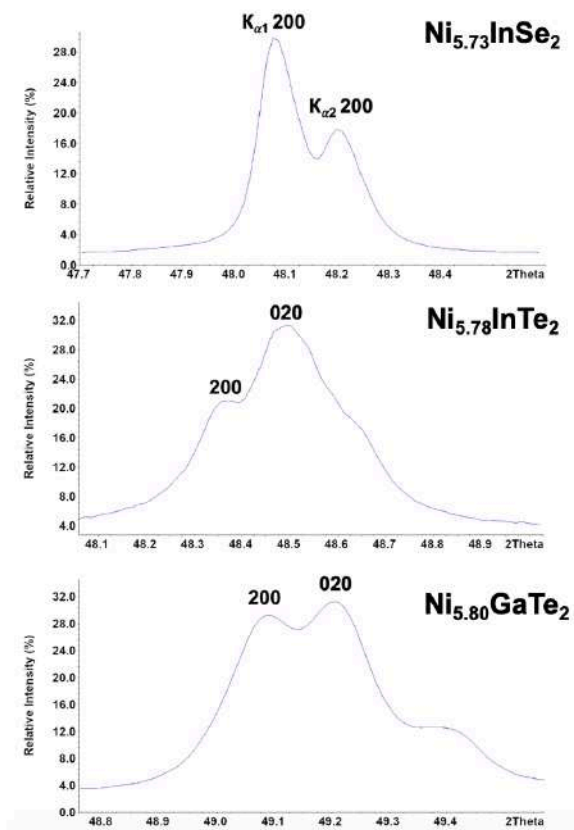 Kα1 200
Ni5.73InSe2
Kα2 200
Relative Intensity (%)
28.0
24.0
20.0
16.0
12.0
8.0
4.0
0.0
47.7 47.8 47.9 48.0 48.1 48.2 48.3 48.4 2Theta
020
Ni5.78InTe2
200
Relative Intensity (%)
32.0
28.0
24.0
20.0
16.0
12.0
8.0
4.0
48.1 48.2 48.3 48.4 48.5 48.6 48.7 48.8 48.9 2Theta
200 020
Ni5.80GaTe2
Relative Intensity (%)
32.0
28.0
24.0
20.0
16.0
12.0
8.0
4.0
0.0
48.8 48.9 49.0 49.1 49.2 49.3 49.4 2Theta